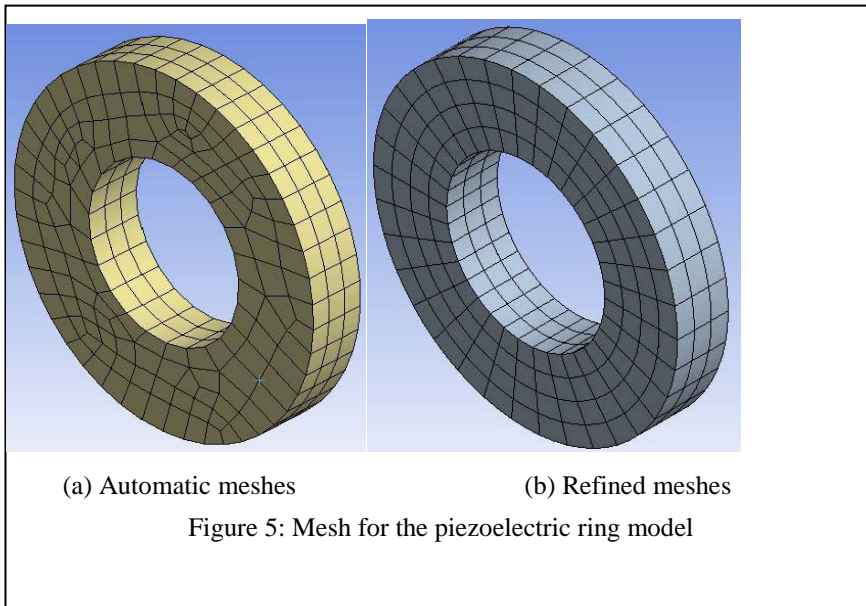 (a) Automatic meshes (b) Refined meshes
Figure 5: Mesh for the piezoelectric ring model